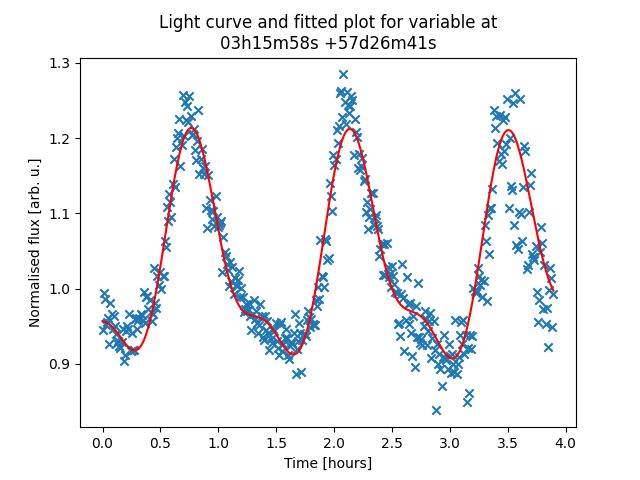 Light curve and fitted plot for variable at
03h15m58s +57d26m41s
Normalised flux [arb. u.]
1.3
1.2
1.1
1.0
0.9
0.0 0.5 1.0 1.5 2.0 2.5 3.0 3.5 4.0
Time [hours]